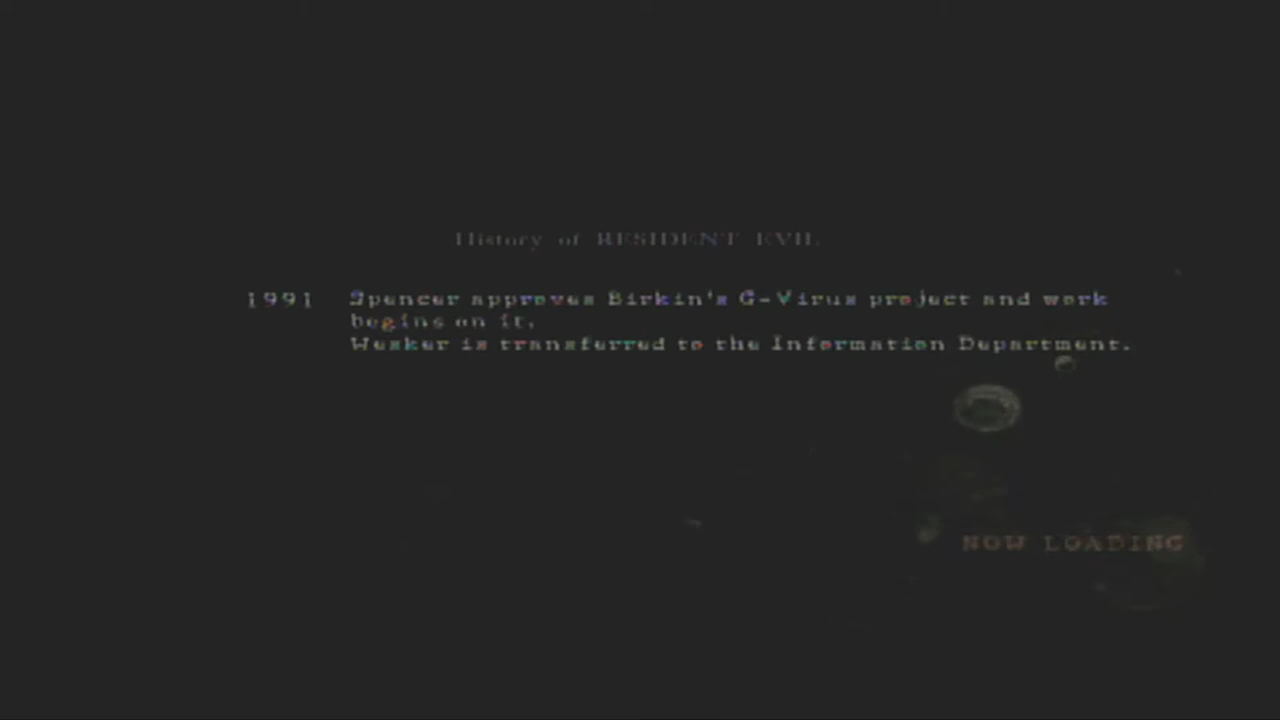 History of RESIDENT EVIL
1991 Spencer approves Birkin's G-Virus project and work
begins on it.
Wesker is transferred to the Information Department.
NOW LOADING